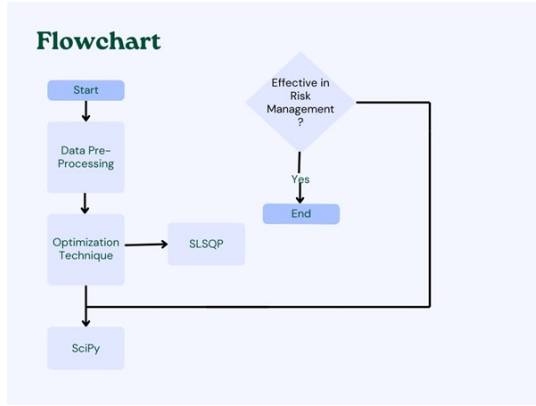 Flowchart
Start
Data Pre-
Processing
Optimization
Technique
SLSQP
SciPy
Effective in
Risk
Management
?
Yes
End